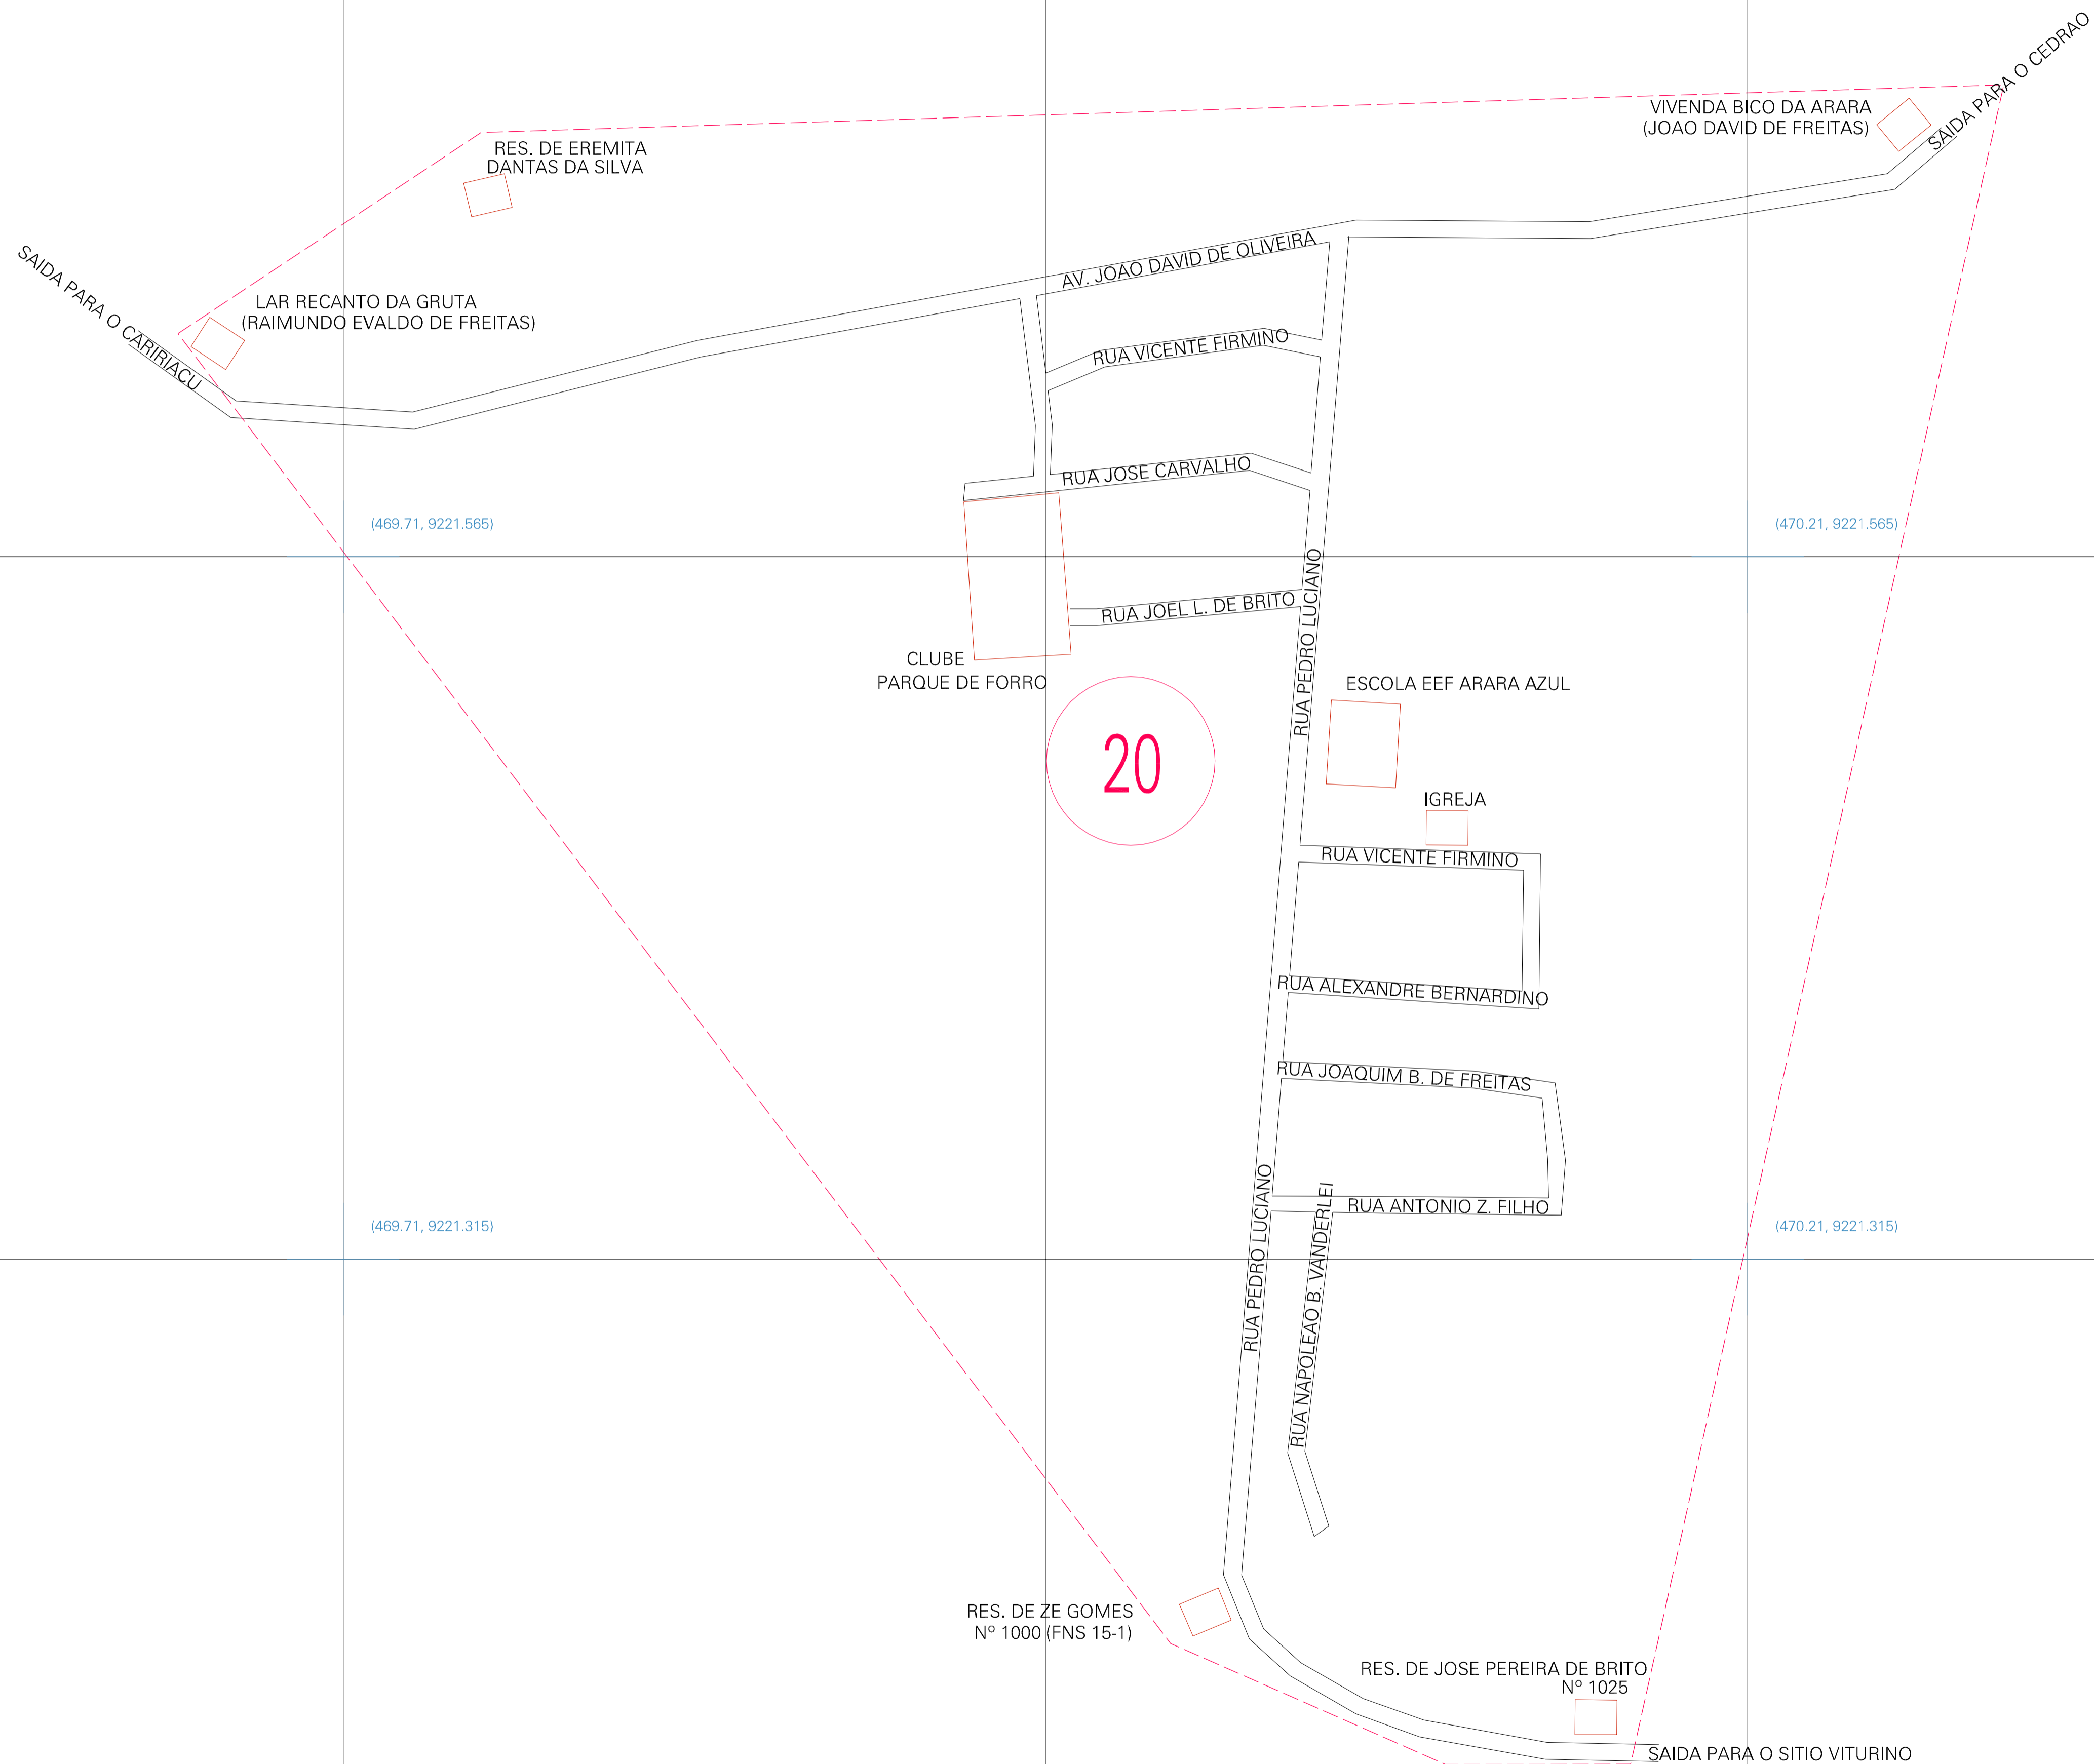 SAIDA PARA O CEDRAO
VIVENDA BICO DA ARARA
(JOAO DAVID DE FREITAS)
RES. DE EREMITA
DANTAS DA SILVA
SAIDA PARA O CARIRIACU
LAR RECANTO DA GRUTA
(RAIMUNDO EVALDO DE FREITAS)
AV. JOAO DAVID DE OLIVEIRA
RUA VICENTE FIRMINO
RUA JOSE CARVALHO
(469.71, 9221.565)
(470.21, 9221.565)
RUA JOEL L. DE BRITO
RUA PEDRO LUCIANO
CLUBE
PARQUE DE FORRO
ESCOLA EEF ARARA AZUL
20
IGREJA
RUA VICENTE FIRMINO
RUA ALEXANDRE BERNARDINO
RUA JOAQUIM B. DE FREITAS
RUA ANTONIO Z. FILHO
RUA PEDRO LUCIANO
RUA NAPOLEAO B. VANDERLEI
(469.71, 9221.315)
(470.21, 9221.315)
RES. DE ZE GOMES
Nº 1000 (FNS 15-1)
RES. DE JOSE PEREIRA DE BRITO
Nº 1025
SAIDA PARA O SITIO VITURINO